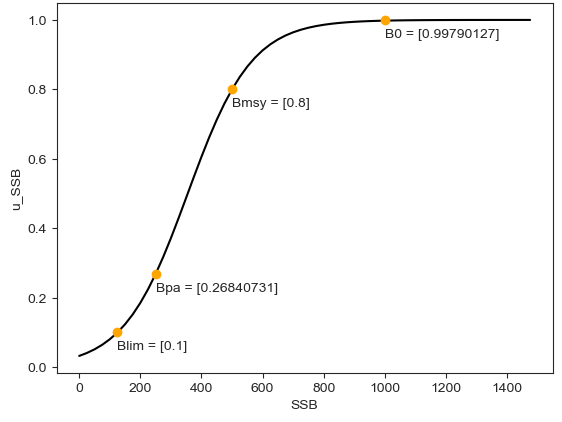 1.0
B0 = [0.99790127]
0.8
Bmsy = [0.8]
0.6
u_SSB
0.4
Bpa = [0.26840731]
0.2
Blim = [0.1]
0.0
0 200 400 600 800 1000 1200 1400
SSB